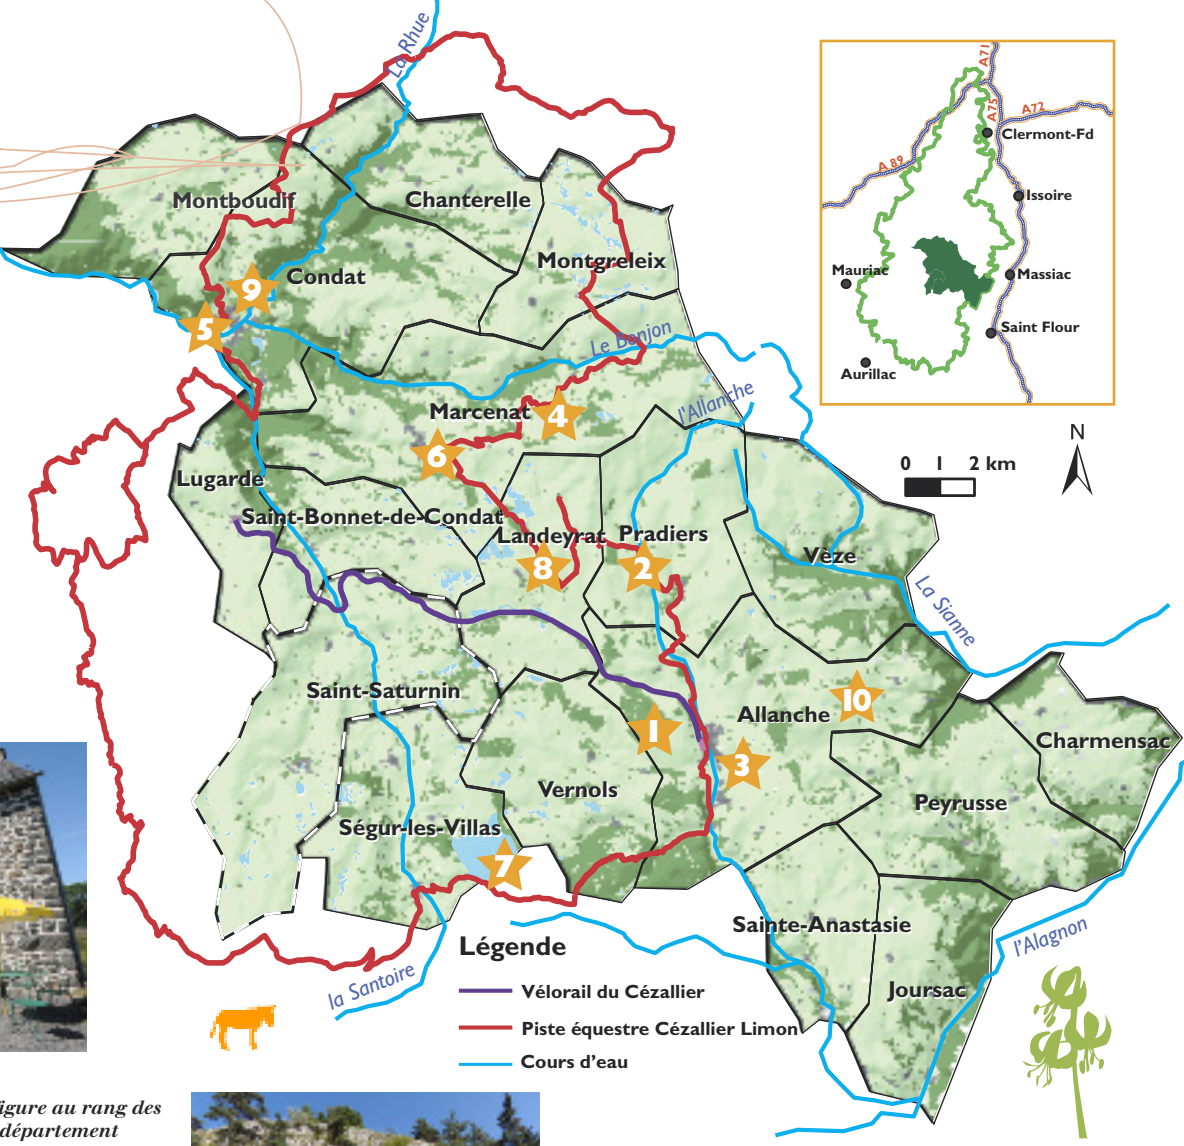 La Rhue
A71
A75
A72
Clermont-Fd
A 89
Issoire
Mauriac
Massiac
Saint Flour
Aurillac
Montboudif
Chanterelle
Montgreleix
Condat
9
5
Le Bonjon
l'Allanche
Marcenat
4
6
N
0 1 2 km
Lugarde
Saint-Bonnet-de-Condat
Landeyrat
Pradiers
8
2
Vèze
La Sianne
Saint-Saturnin
10
Allanche
1
3
Charmensac
Vernols
Peyrusse
Ségur-les-Villas
7
Sainte-Anastasie
l'Alagnon
Joursac
la Santoire
Légende
Vélorail du Cézallier
Piste équestre Cézallier Limon
Cours d'eau
igure au rang des
département